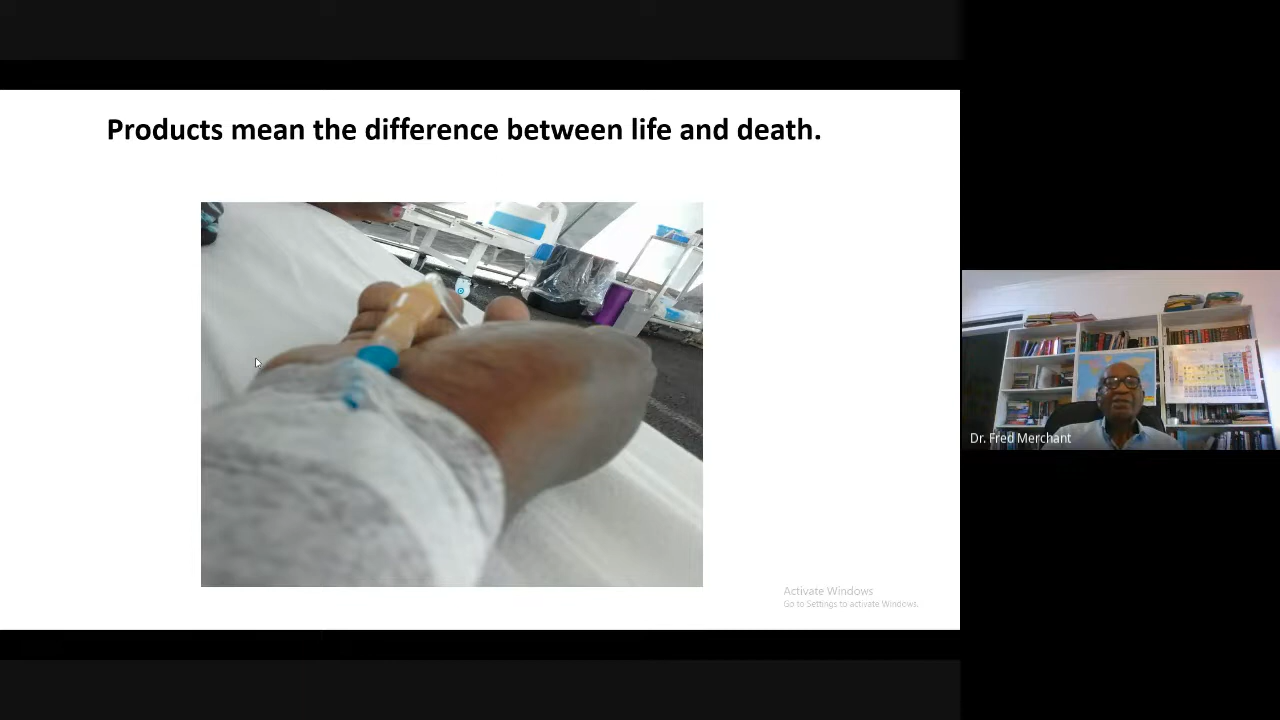 Products mean the difference between life and death.
Activate Windows
Go to Settings to activate Windows.
Dr. Fred Merchant